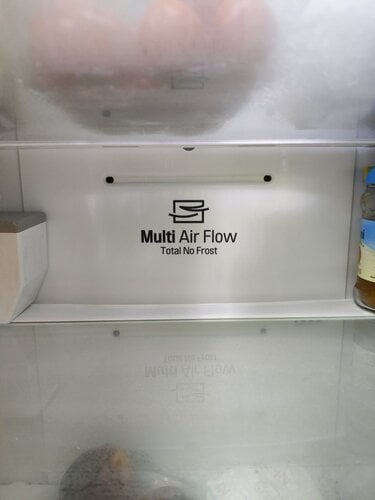 Multi Air Flow
Total No Frost